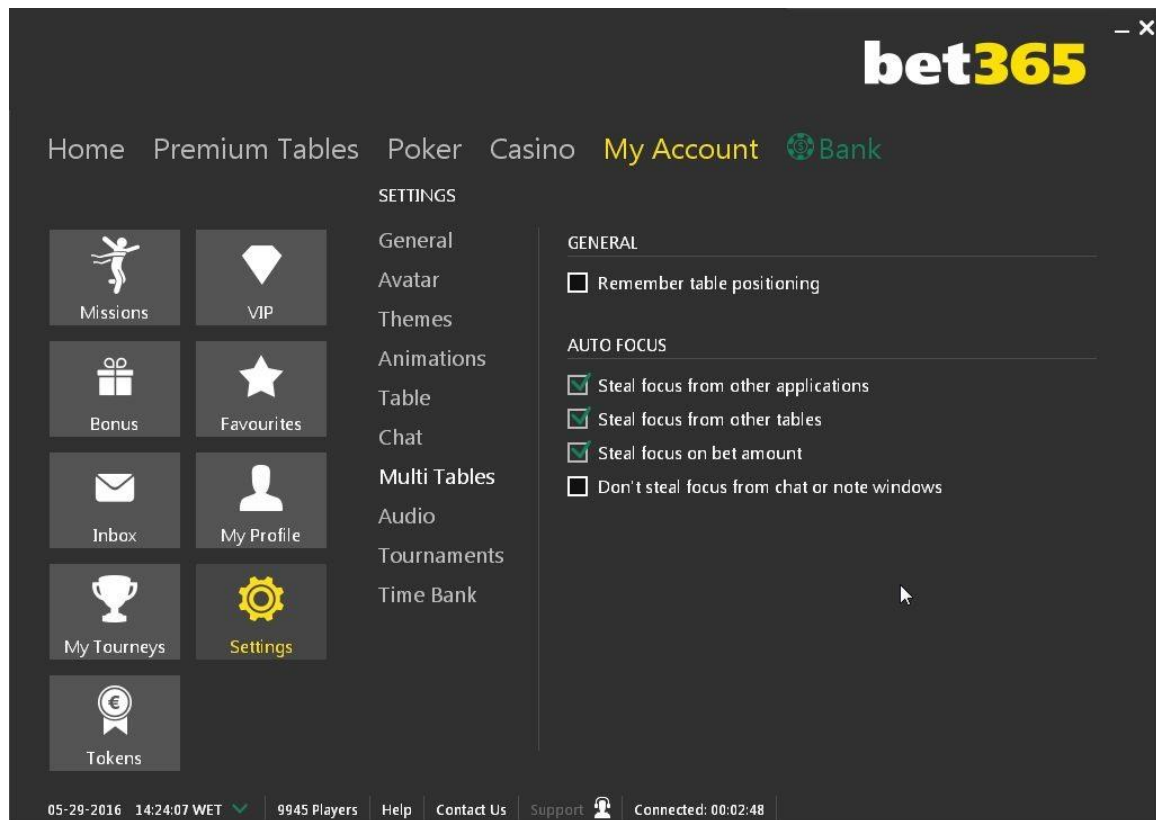 bet365
Home Premium Tables Poker Casino My Account Bank
SETTINGS
Missions
VIP
Bonus
Favourites
Inbox
My Profile
My Tourneys
Settings
€
Tokens
General
Avatar
Themes
Animations
Table
Chat
Multi Tables
Audio
Tournaments
Time Bank
GENERAL
Remember table positioning
AUTO FOCUS
Steal focus from other applications
Steal focus from other tables
Steal focus on bet amount
Don't steal focus from chat or note windows
05-29-2016 14:24:07 WET 9945 Players Help Contact Us Support Connected: 00:02:48